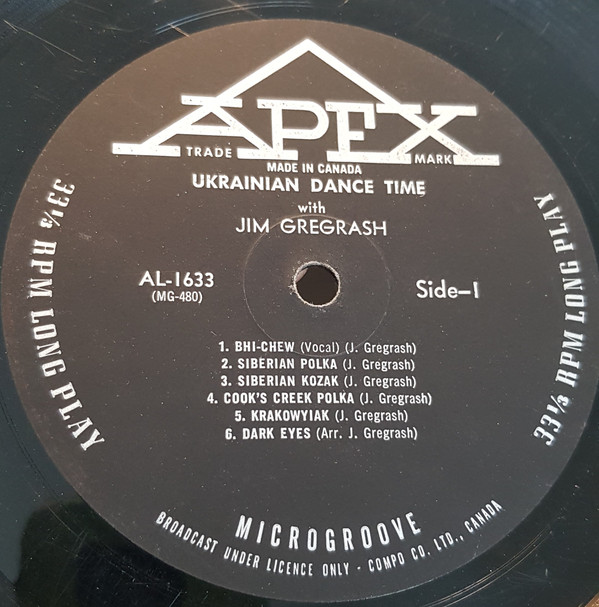 APEX
TRADE MARK
MADE IN CANADA
UKRAINIAN DANCE TIME
with
JIM GREGRASH
AL-1633
(MG-480)
Side-1
33⅓ RPM LONG PLAY
33⅓ RPM LONG PLAY
1. BHI-CHEW (Vocal) (J. Gregrash)
2. SIBERIAN POLKA (J. Gregrash)
3. SIBERIAN KOZAK (J. Gregrash)
4. COOK'S CREEK POLKA (J. Gregrash)
5. KRAKOWYIAK (J. Gregrash)
6. DARK EYES (Arr. J. Gregrash)
MICROGROOVE
BROADCAST UNDER LICENCE ONLY - COMPO CO. LTD., CANADA